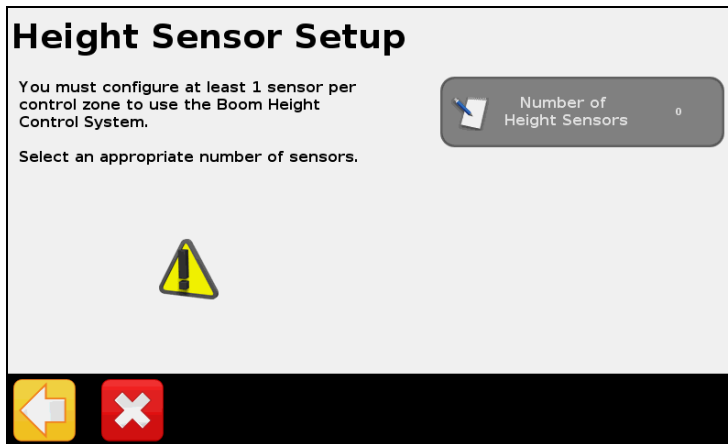 Height Sensor Setup
You must configure at least 1 sensor per
control zone to use the Boom Height
Control System.
Select an appropriate number of sensors.
Number of
Height Sensors
0